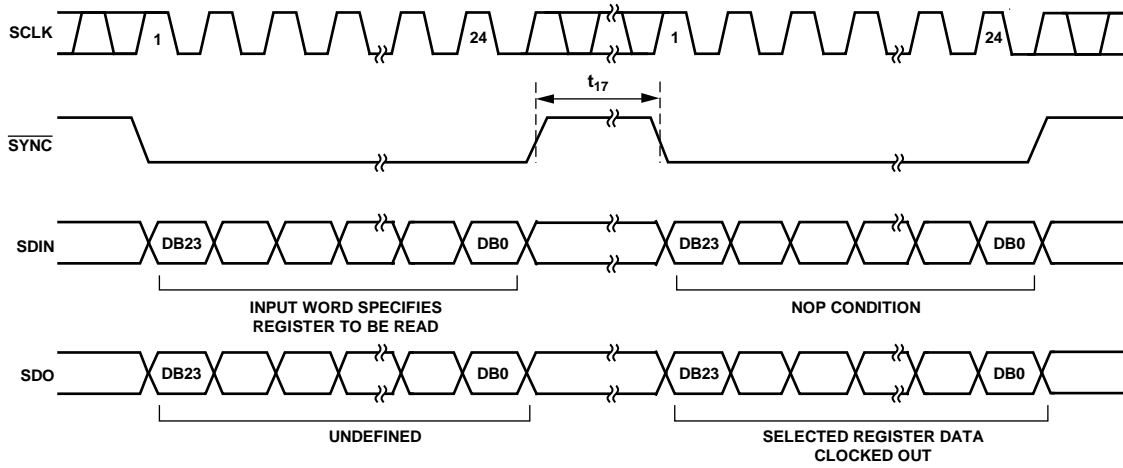 SCLK
1
24
1
24
t17
SYNC
SDIN
DB23
DB0
DB23
DB0
INPUT WORD SPECIFIES
REGISTER TO BE READ
NOP CONDITION
SDO
DB23
DB0
DB23
DB0
UNDEFINED
SELECTED REGISTER DATA
CLOCKED OUT